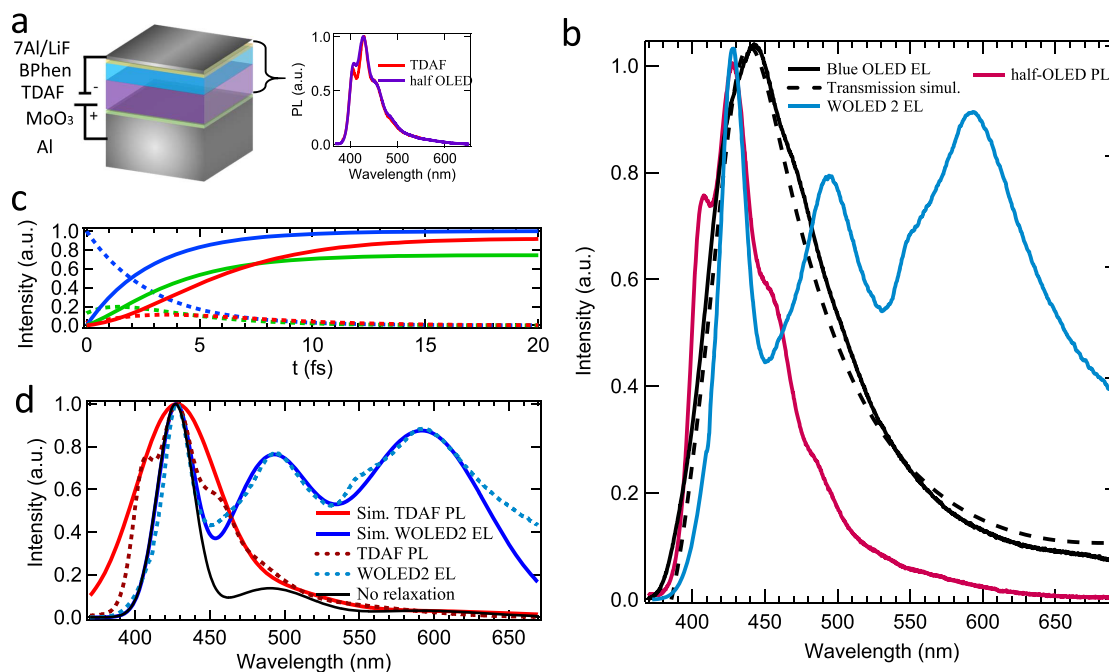 a
7Al/LiF
BPhen
TDAF
MoO₃
Al
-
+
PL
1.0
0.5
0.0
TDAF
half OLED
400 500 600
Wavelength (nm)
b
Intensity (a.u.)
1.0
0.8
0.6
0.4
0.2
0.0
Blue OLED EL
Transmission simul.
WOLED 2 EL
half-OLED PL
400 450 500 550 600 650
Wavelength (nm)
c
Intensity (a.u.)
1.0
0.8
0.6
0.4
0.2
0.0
0 5 10 15 20
t (fs)
d
Intensity (a.u.)
1.0
0.8
0.6
0.4
0.2
0.0
Sim. TDAF PL
Sim. WOLED2 EL
TDAF PL
WOLED2 EL
No relaxation
400 450 500 550 600 650
Wavelength (nm)